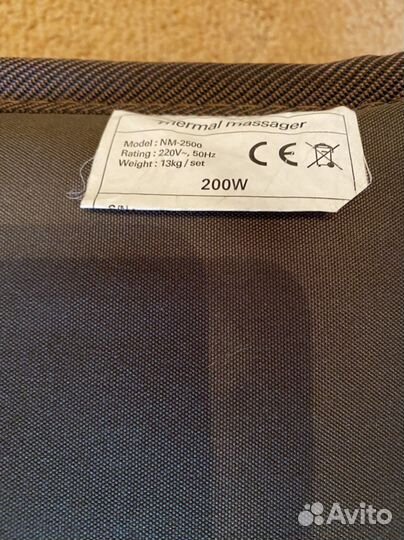 Thermal massager
Model : NM-2500
Rating : 220V~, 50Hz
Weight : 13kg / set
CE
200W
Avito